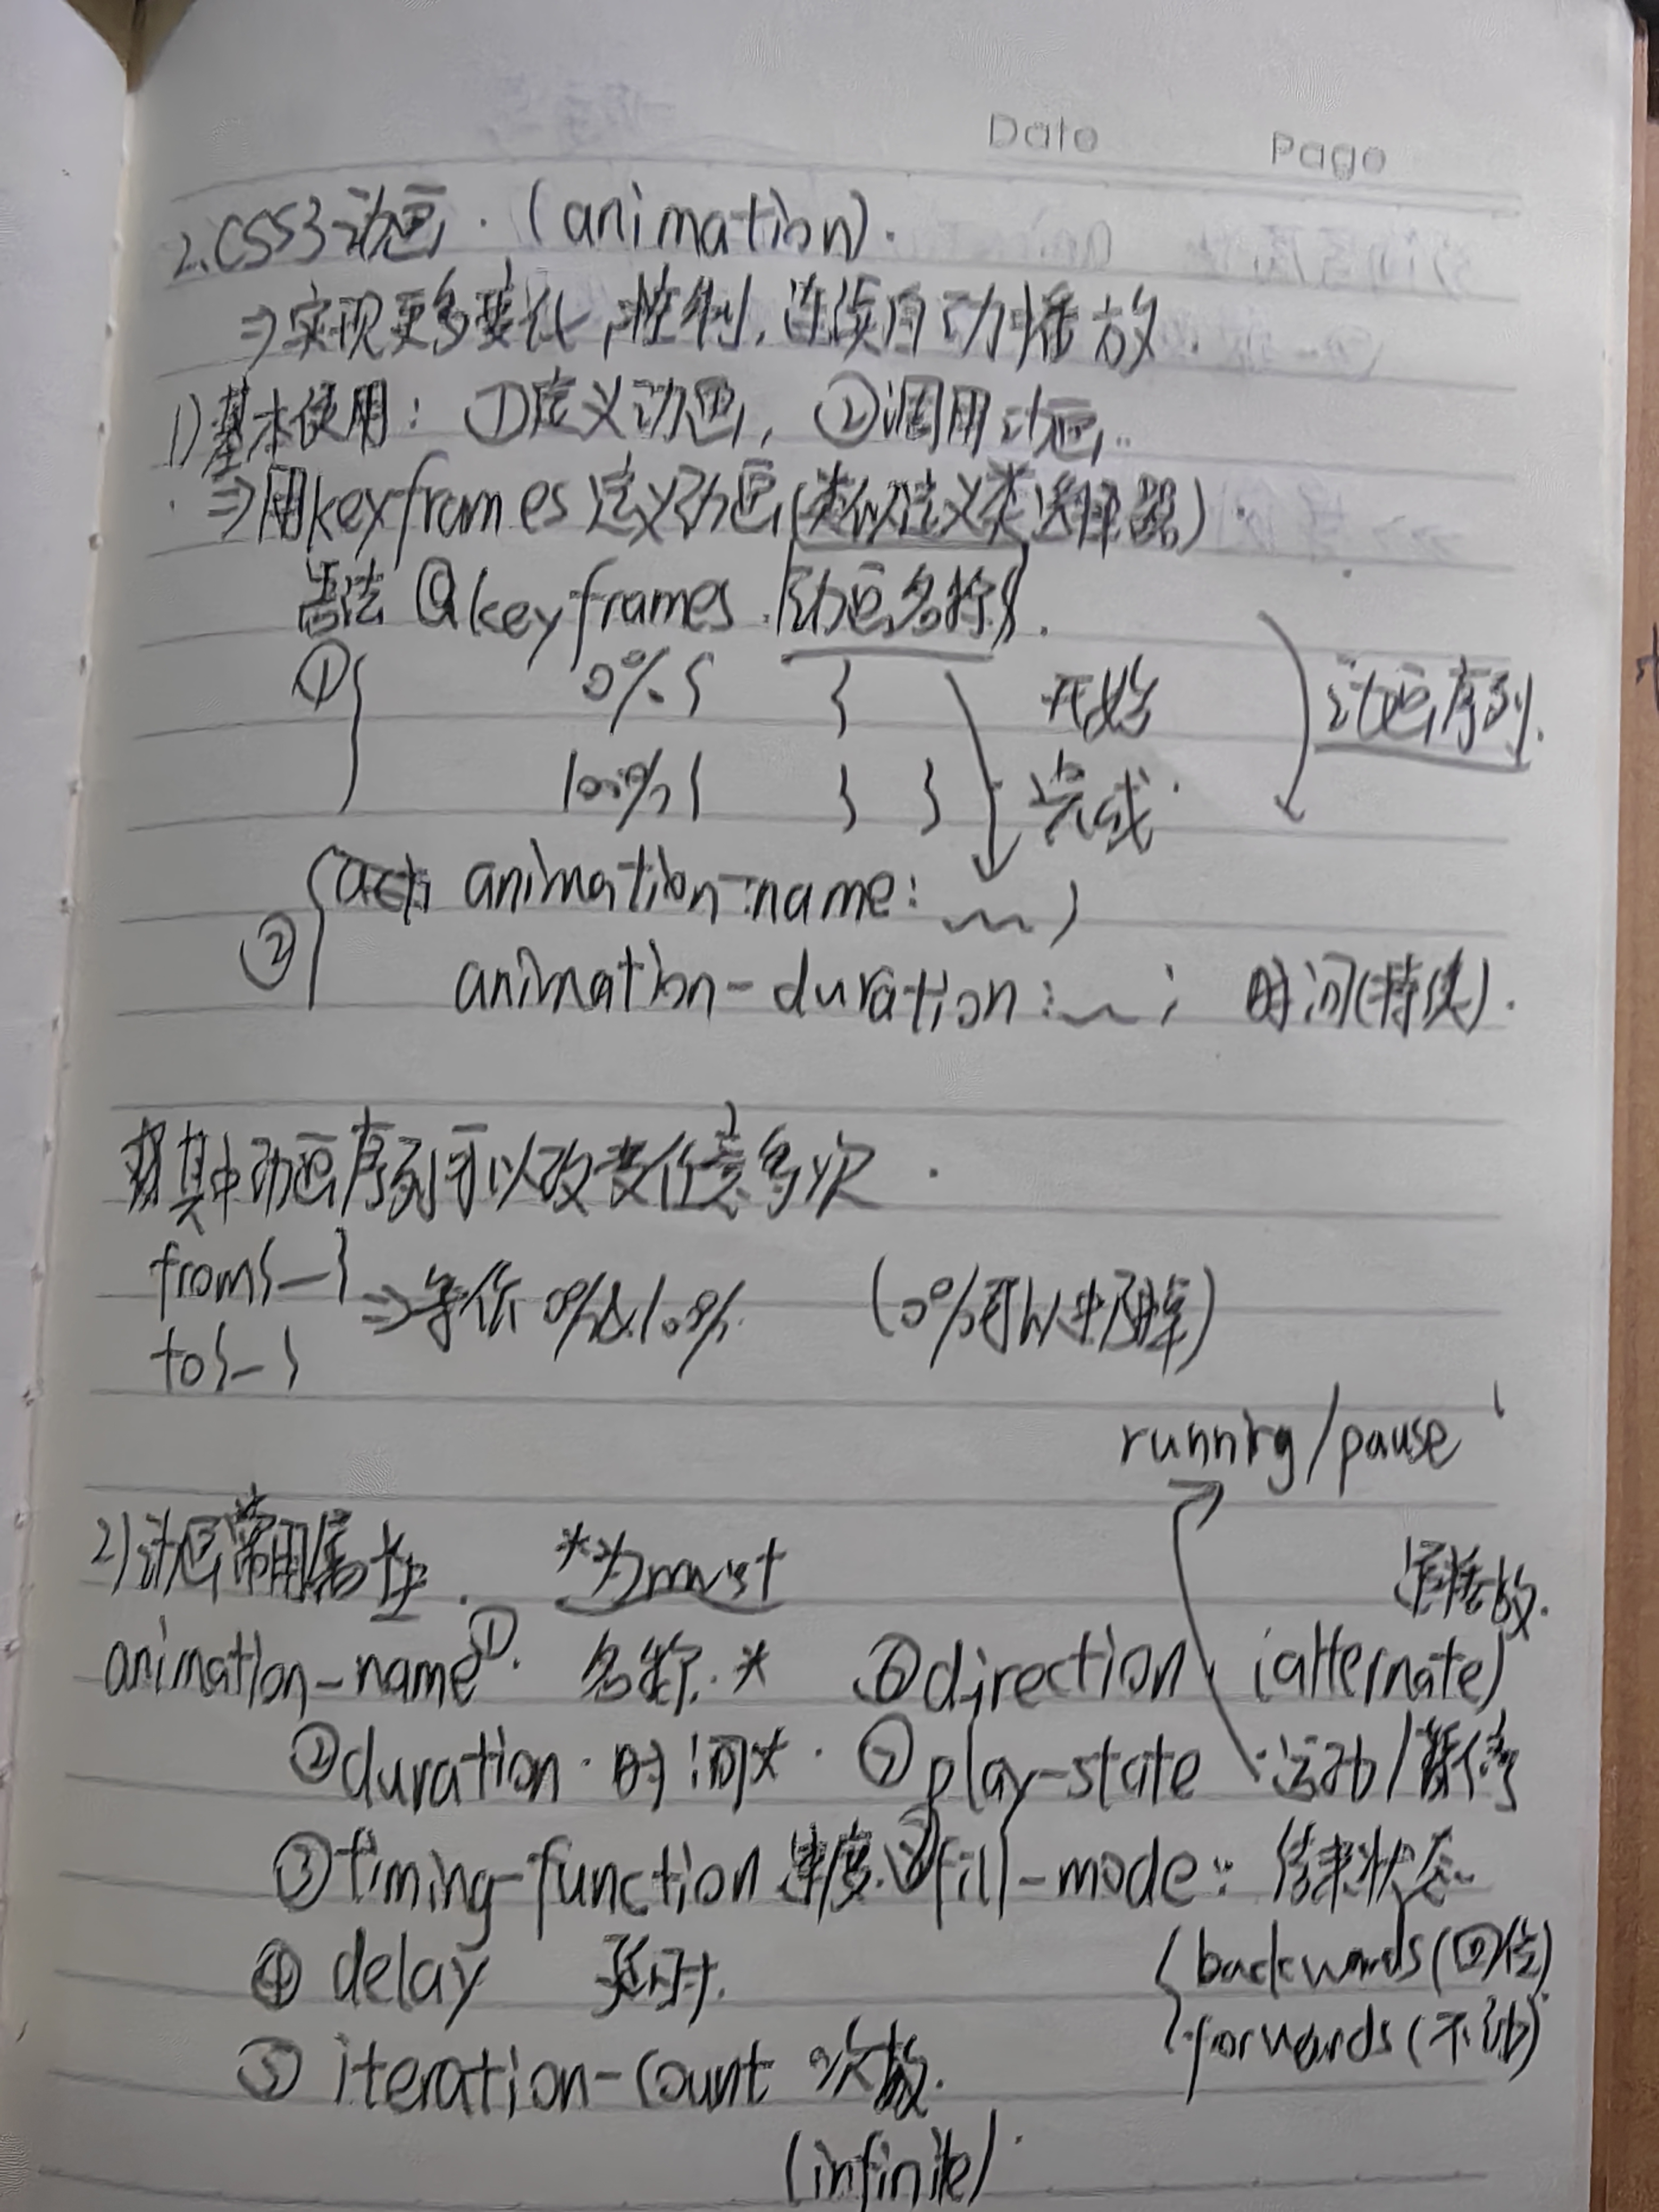 Date Page
2.CSS3动画.(animation).
⇒实现更多变化,控制,连续自动播放.
1)基本使用: ①定义动画, ②调用动画..
⇒用keyframes定义动画(类似定义类选择器).
语法 @keyframes 动画名称{.
① 0%{ } 开始 动画序列.
100%{ } } 完成.
② animation-name: ;
animation-duration: ; 时间(持续).
其中动画序列可以改变任意多次.
from{—} ⇒等价0%&100% (0%可以省略)
to{—}
running/pause
2)动画常用属性. *为must
逆播放.
animation-name①. 名称.* ⑥direction (alternate)
②duration.时间*. ⑦play-state 运动/暂停
③timing-function 速度. fill-mode: 结束状态..
④ delay 延时. { backwards(回位)
⑤ iteration-count 次数. forwards(不动)
(infinite).